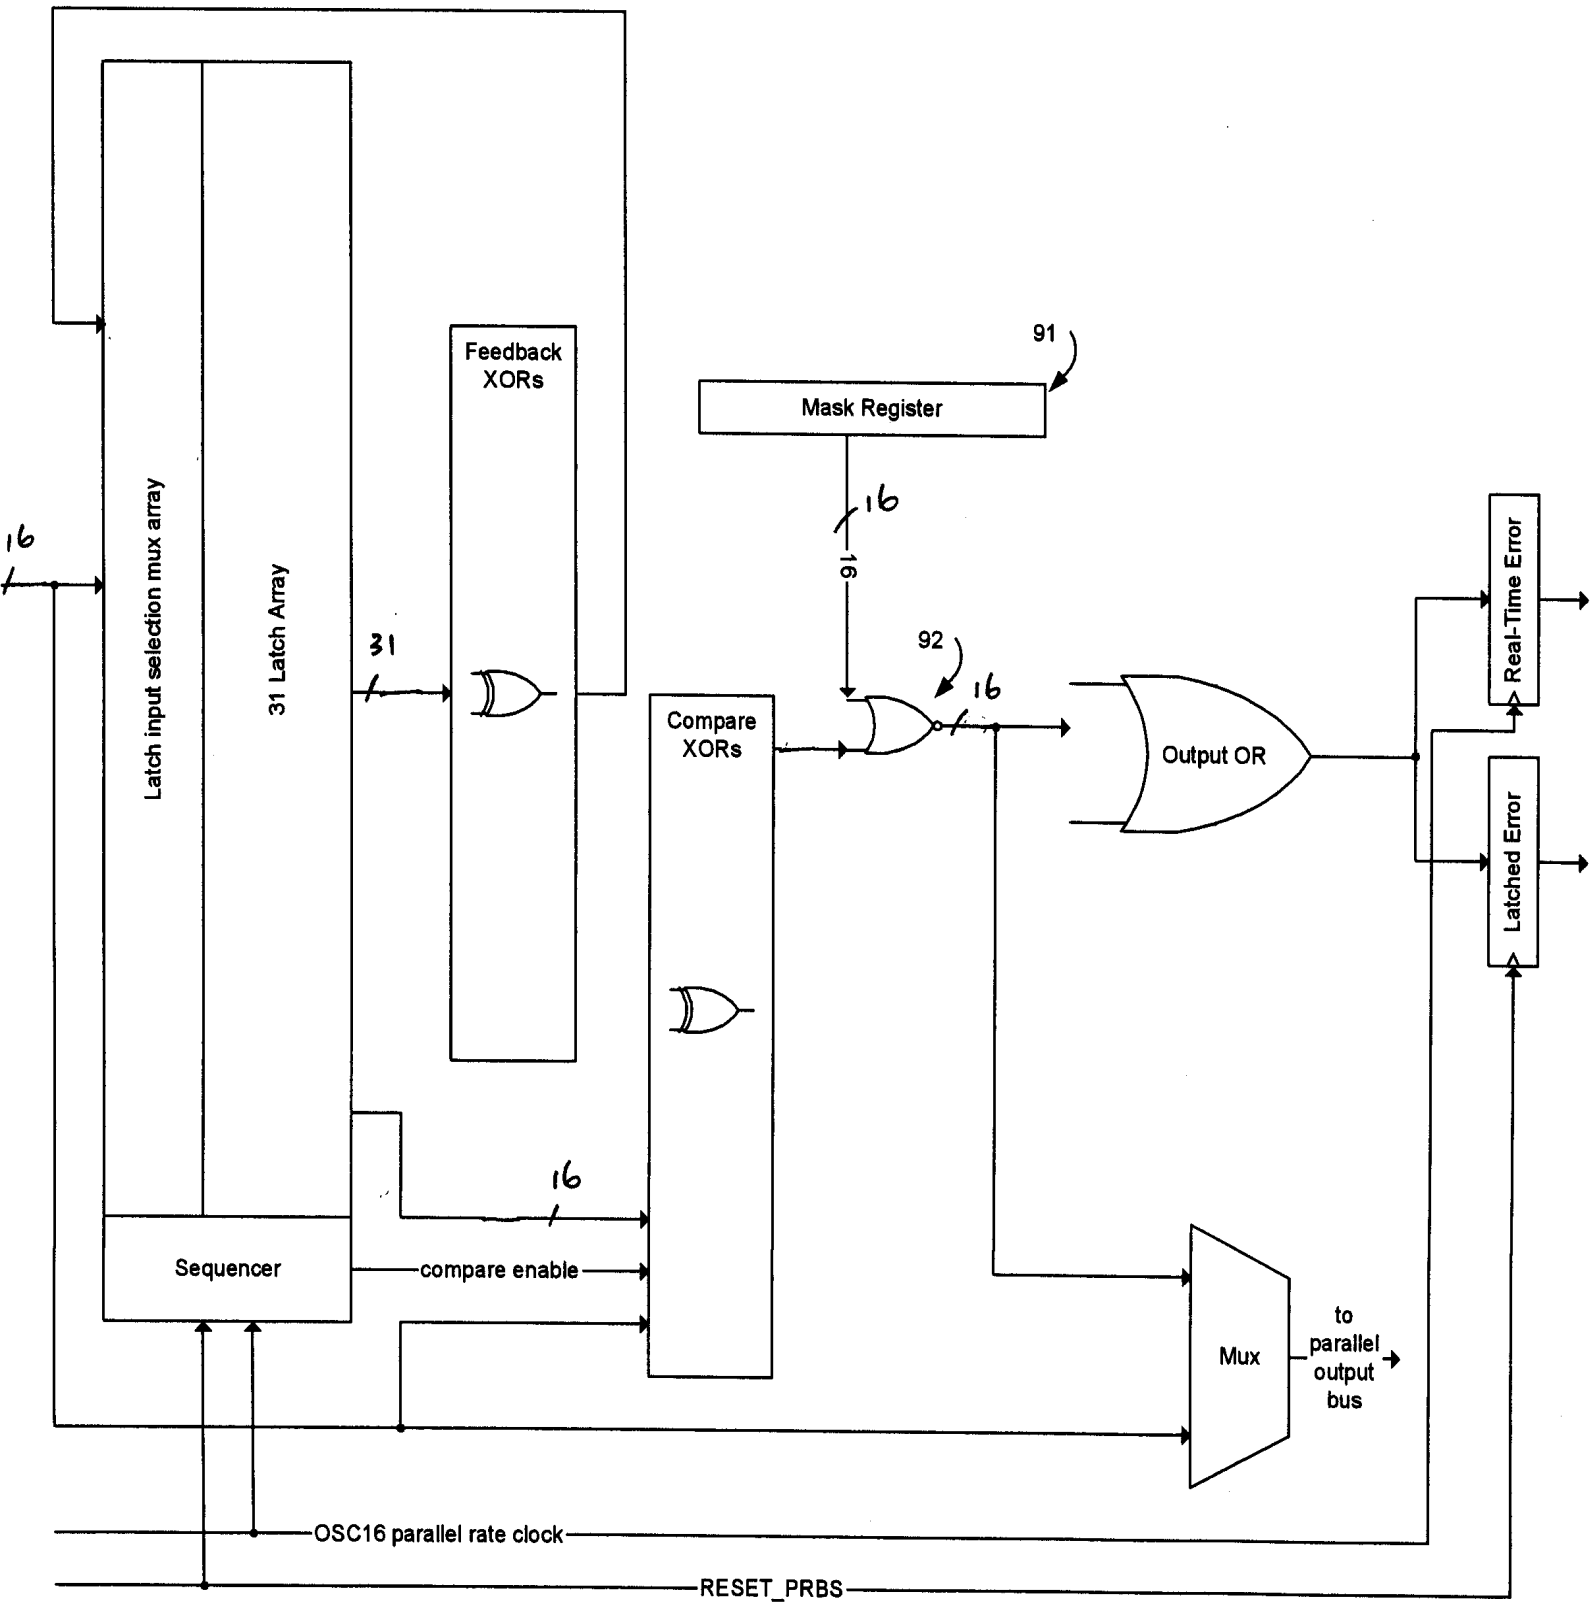 Feedback
XORs
91
Mask Register
16
16
16
Latch input selection mux array
31 Latch Array
31
92
16
Compare
XORs
Output OR
Real-Time Error
Latched Error
16
Sequencer
compare enable
Mux
to
parallel
output
bus
OSC16 parallel rate clock
RESET_PRBS